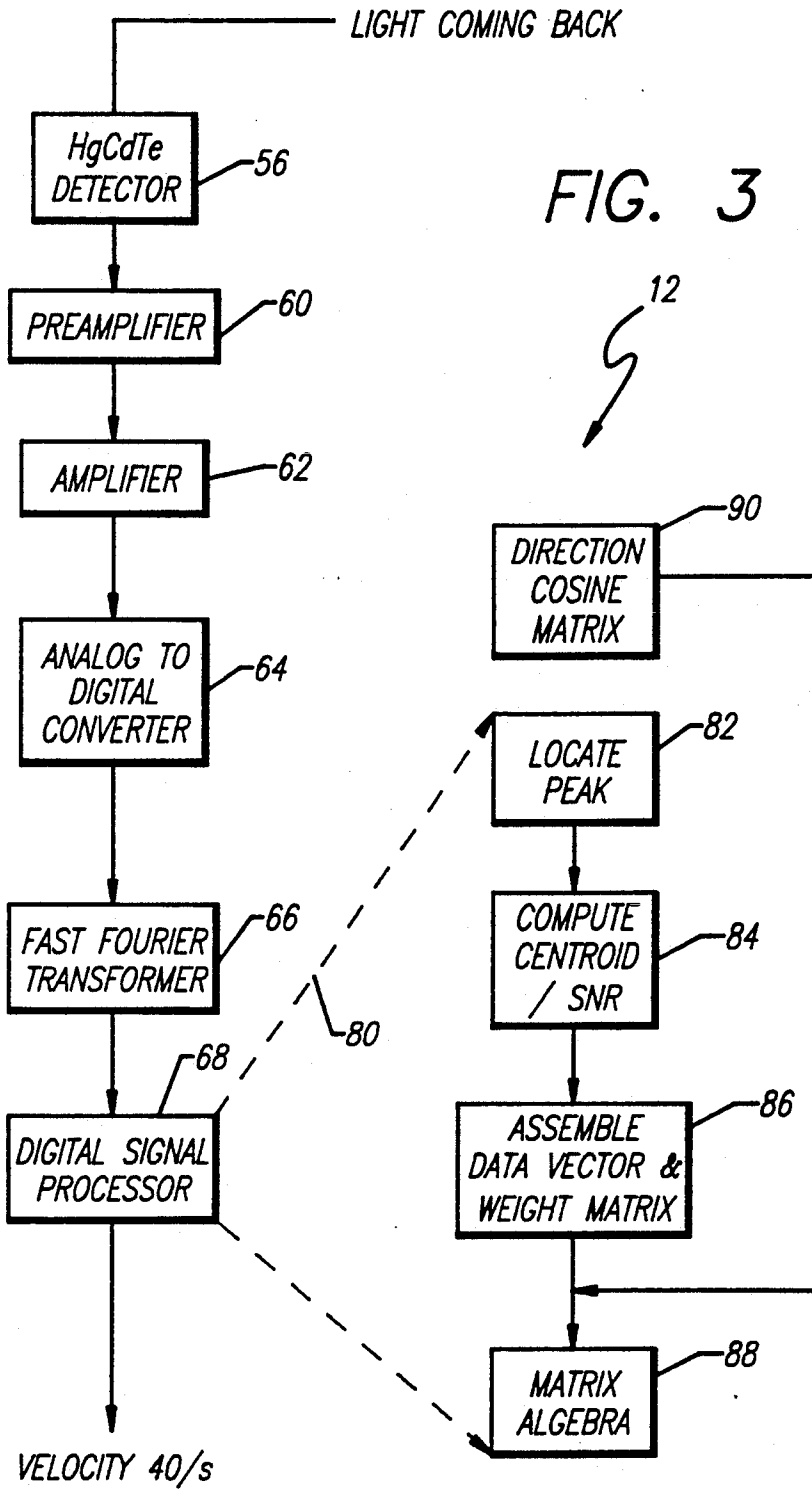 LIGHT COMING BACK
HgCdTe
DETECTOR
56
FIG. 3
12
PREAMPLIFIER
60
AMPLIFIER
62
ANALOG TO
DIGITAL
CONVERTER
64
FAST FOURIER
TRANSFORMER
66
80
68
DIGITAL SIGNAL
PROCESSOR
VELOCITY 40/s
90
DIRECTION
COSINE
MATRIX
82
LOCATE
PEAK
COMPUTE
CENTROID
/ SNR
84
86
ASSEMBLE
DATA VECTOR &
WEIGHT MATRIX
88
MATRIX
ALGEBRA